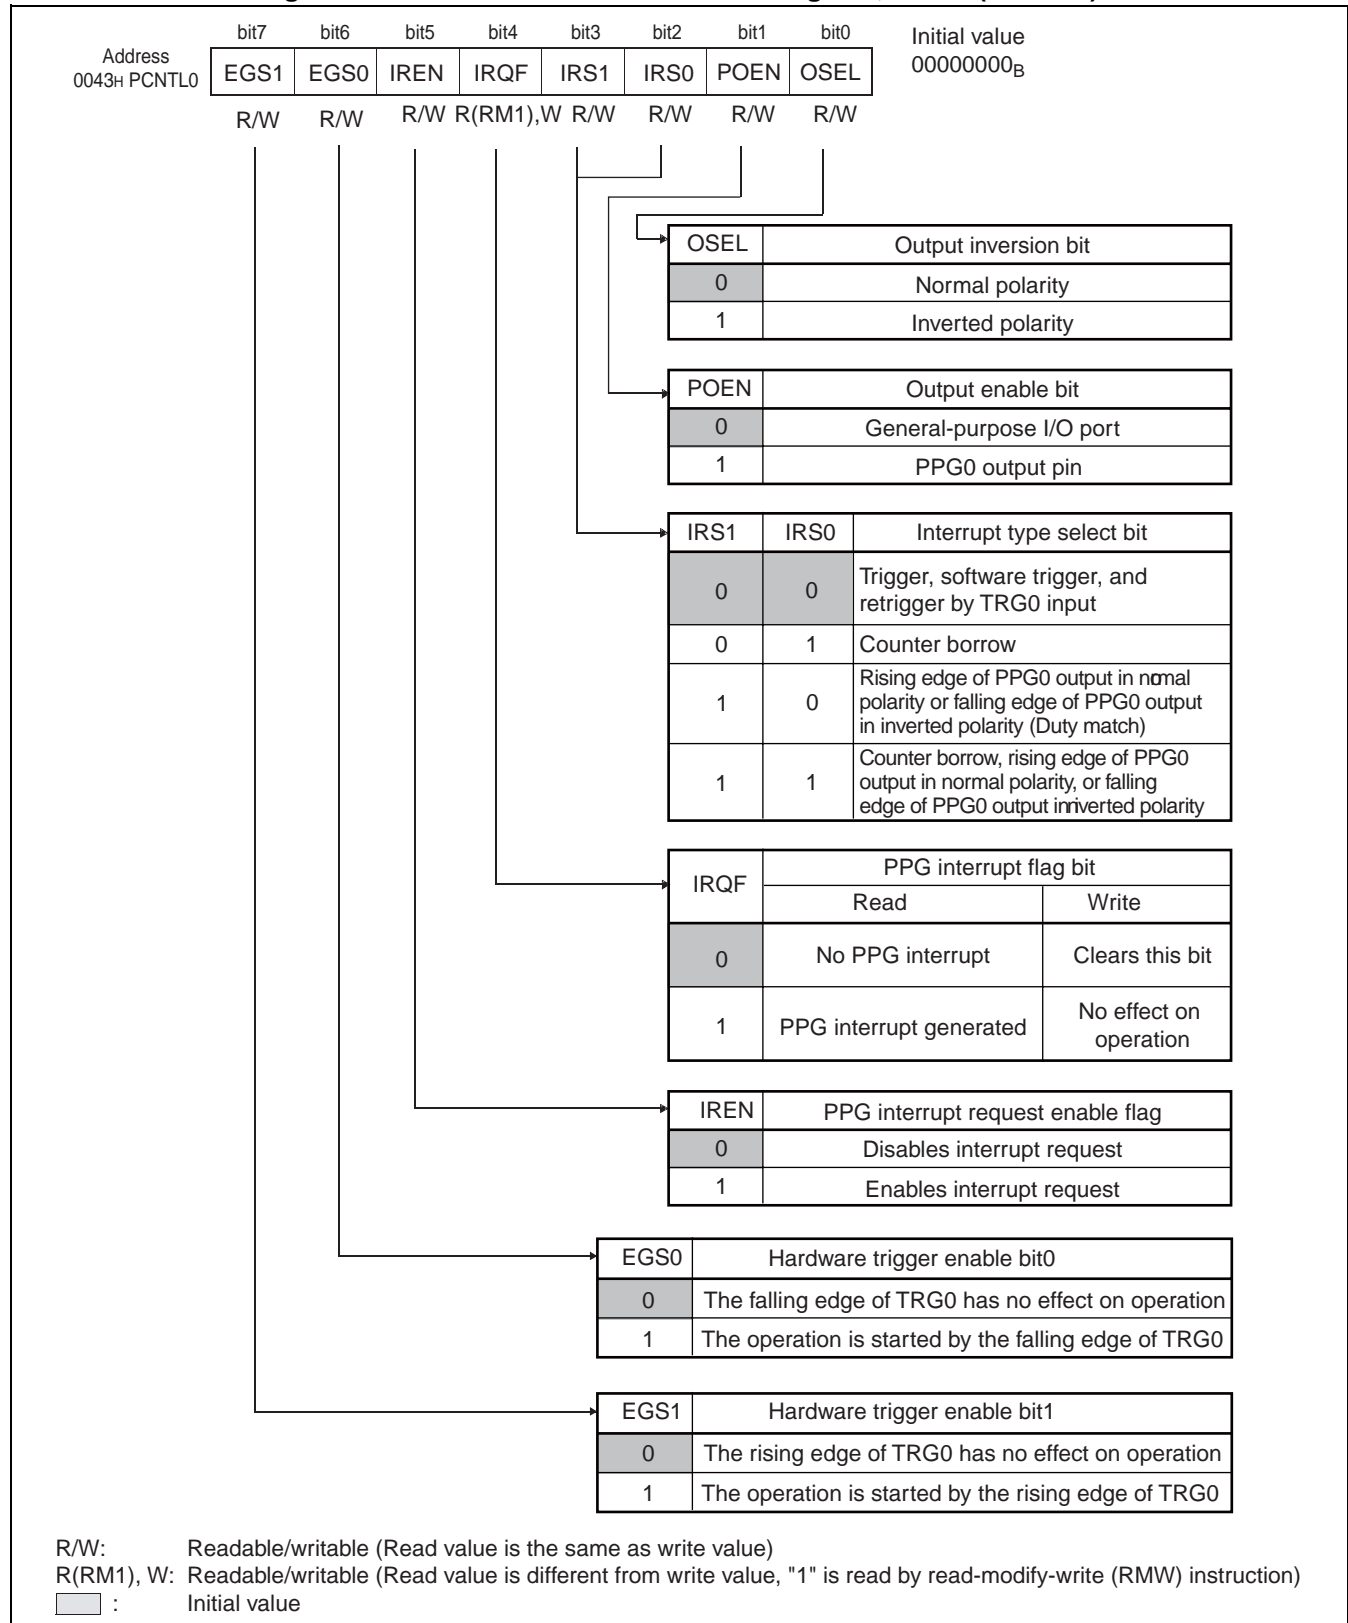 bit7 bit6 bit5 bit4 bit3 bit2 bit1 bit0 Initial value
Address
0043H PCNTL0 EGS1 EGS0 IREN IRQF IRS1 IRS0 POEN OSEL 00000000B
R/W R/W R/W R(RM1),W R/W R/W R/W R/W
OSEL Output inversion bit
0 Normal polarity
1 Inverted polarity
POEN Output enable bit
0 General-purpose I/O port
1 PPG0 output pin
IRS1 IRS0 Interrupt type select bit
0 0 Trigger, software trigger, and
retrigger by TRG0 input
0 1 Counter borrow
1 0 Rising edge of PPG0 output in normal
polarity or falling edge of PPG0 output
in inverted polarity (Duty match)
1 1 Counter borrow, rising edge of PPG0
output in normal polarity, or falling
edge of PPG0 output in inverted polarity
IRQF PPG interrupt flag bit
Read Write
0 No PPG interrupt Clears this bit
1 PPG interrupt generated No effect on
operation
IREN PPG interrupt request enable flag
0 Disables interrupt request
1 Enables interrupt request
EGS0 Hardware trigger enable bit0
0 The falling edge of TRG0 has no effect on operation
1 The operation is started by the falling edge of TRG0
EGS1 Hardware trigger enable bit1
0 The rising edge of TRG0 has no effect on operation
1 The operation is started by the rising edge of TRG0
R/W: Readable/writable (Read value is the same as write value)
R(RM1), W: Readable/writable (Read value is different from write value, "1" is read by read-modify-write (RMW) instruction)
: Initial value